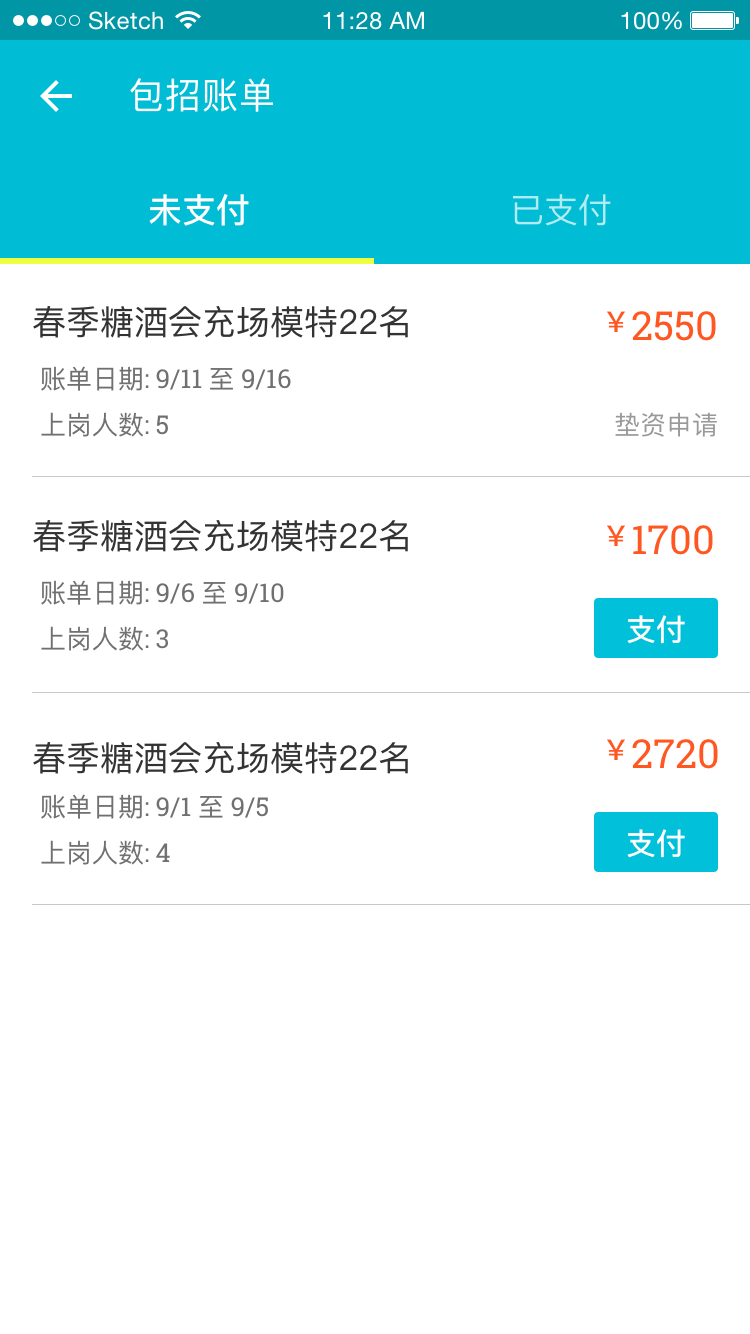 Sketch 11:28 AM 100%
包招账单
未支付 已支付
春季糖酒会充场模特22名 ¥2550
账单日期: 9/11 至 9/16
上岗人数: 5 垫资申请
春季糖酒会充场模特22名 ¥1700
账单日期: 9/6 至 9/10
上岗人数: 3 支付
春季糖酒会充场模特22名 ¥2720
账单日期: 9/1 至 9/5
上岗人数: 4 支付